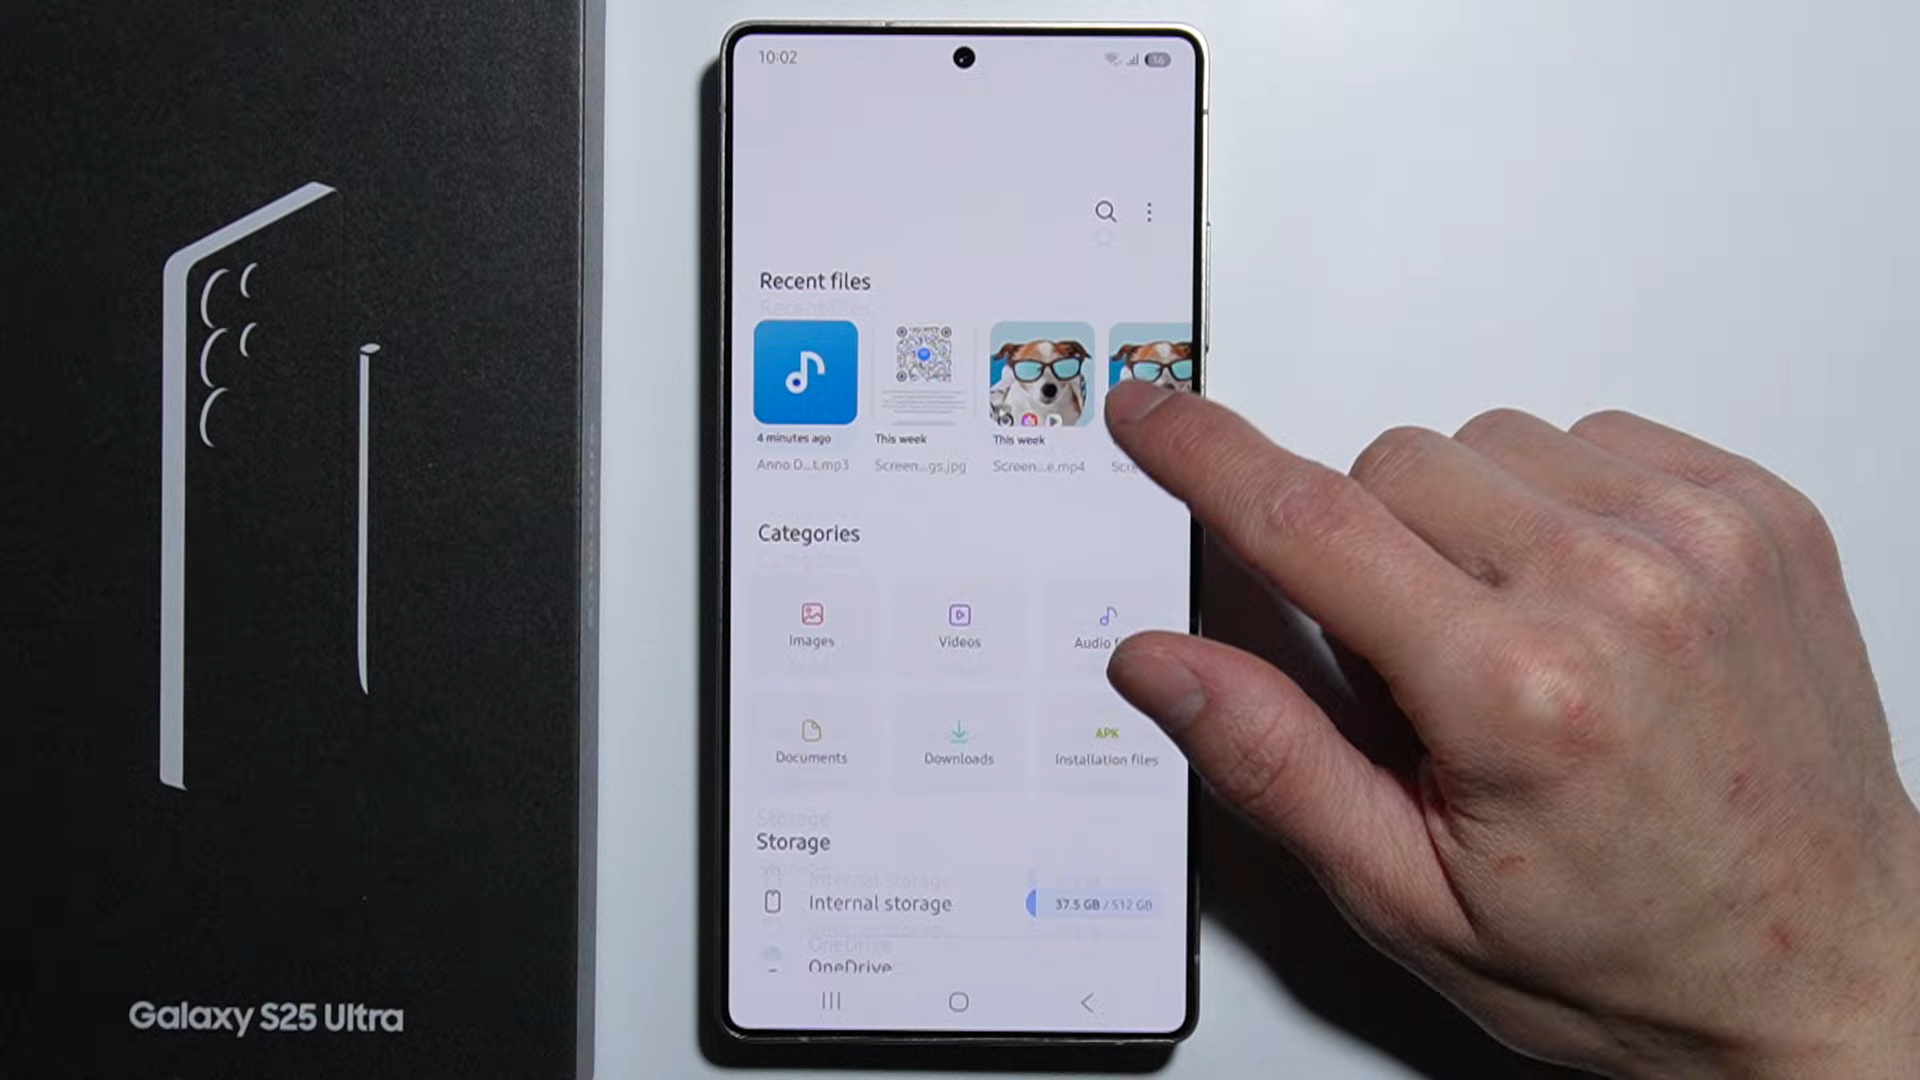 10:02
36
Recent files
4 minutes ago
Anno D...t.mp3
This week
Screen...gs.jpg
This week
Screen...e.mp4
Scre
Categories
Images
Videos
Audio f
Documents
Downloads
APK
Installation files
Storage
Internal storage
37.5 GB / 512 GB
OneDrive
Galaxy S25 Ultra